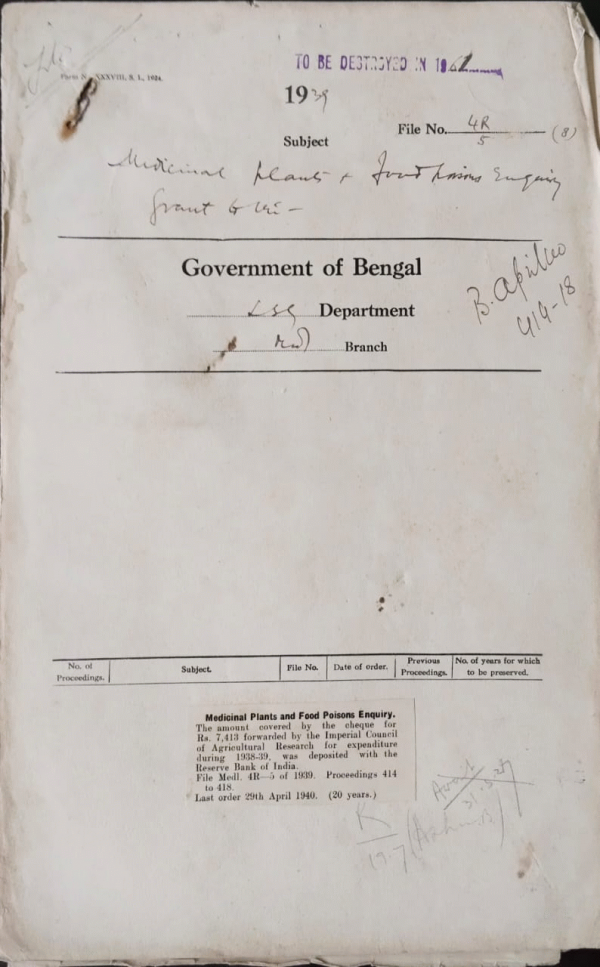 TO BE DESTROYED IN 196
1939
File No. 4R/5 (8)
Subject
Medicinal plants & food poisons Enquiry
Grant to the -
Government of Bengal
LSG Department
Medl Branch
B. April/40
414-18
No. of Proceedings. Subject. File No. Date of order. Previous Proceedings. No. of years for which to be preserved.
Medicinal Plants and Food Poisons Enquiry.
The amount covered by the cheque for
Rs. 7,413 forwarded by the Imperial Council
of Agricultural Research for expenditure
during 1938-39, was deposited with the
Reserve Bank of India.
File Medl. 4R—5 of 1939. Proceedings 414
to 418.
Last order 29th April 1940. (20 years.)
K
19.7